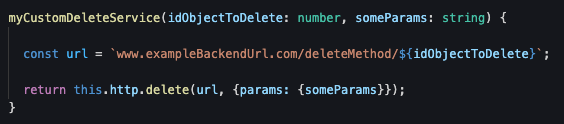 myCustomDeleteService(idObjectToDelete: number, someParams: string) {
const url = `www.exampleBackendUrl.com/deleteMethod/${idObjectToDelete}`;
return this.http.delete(url, {params: {someParams}});
}